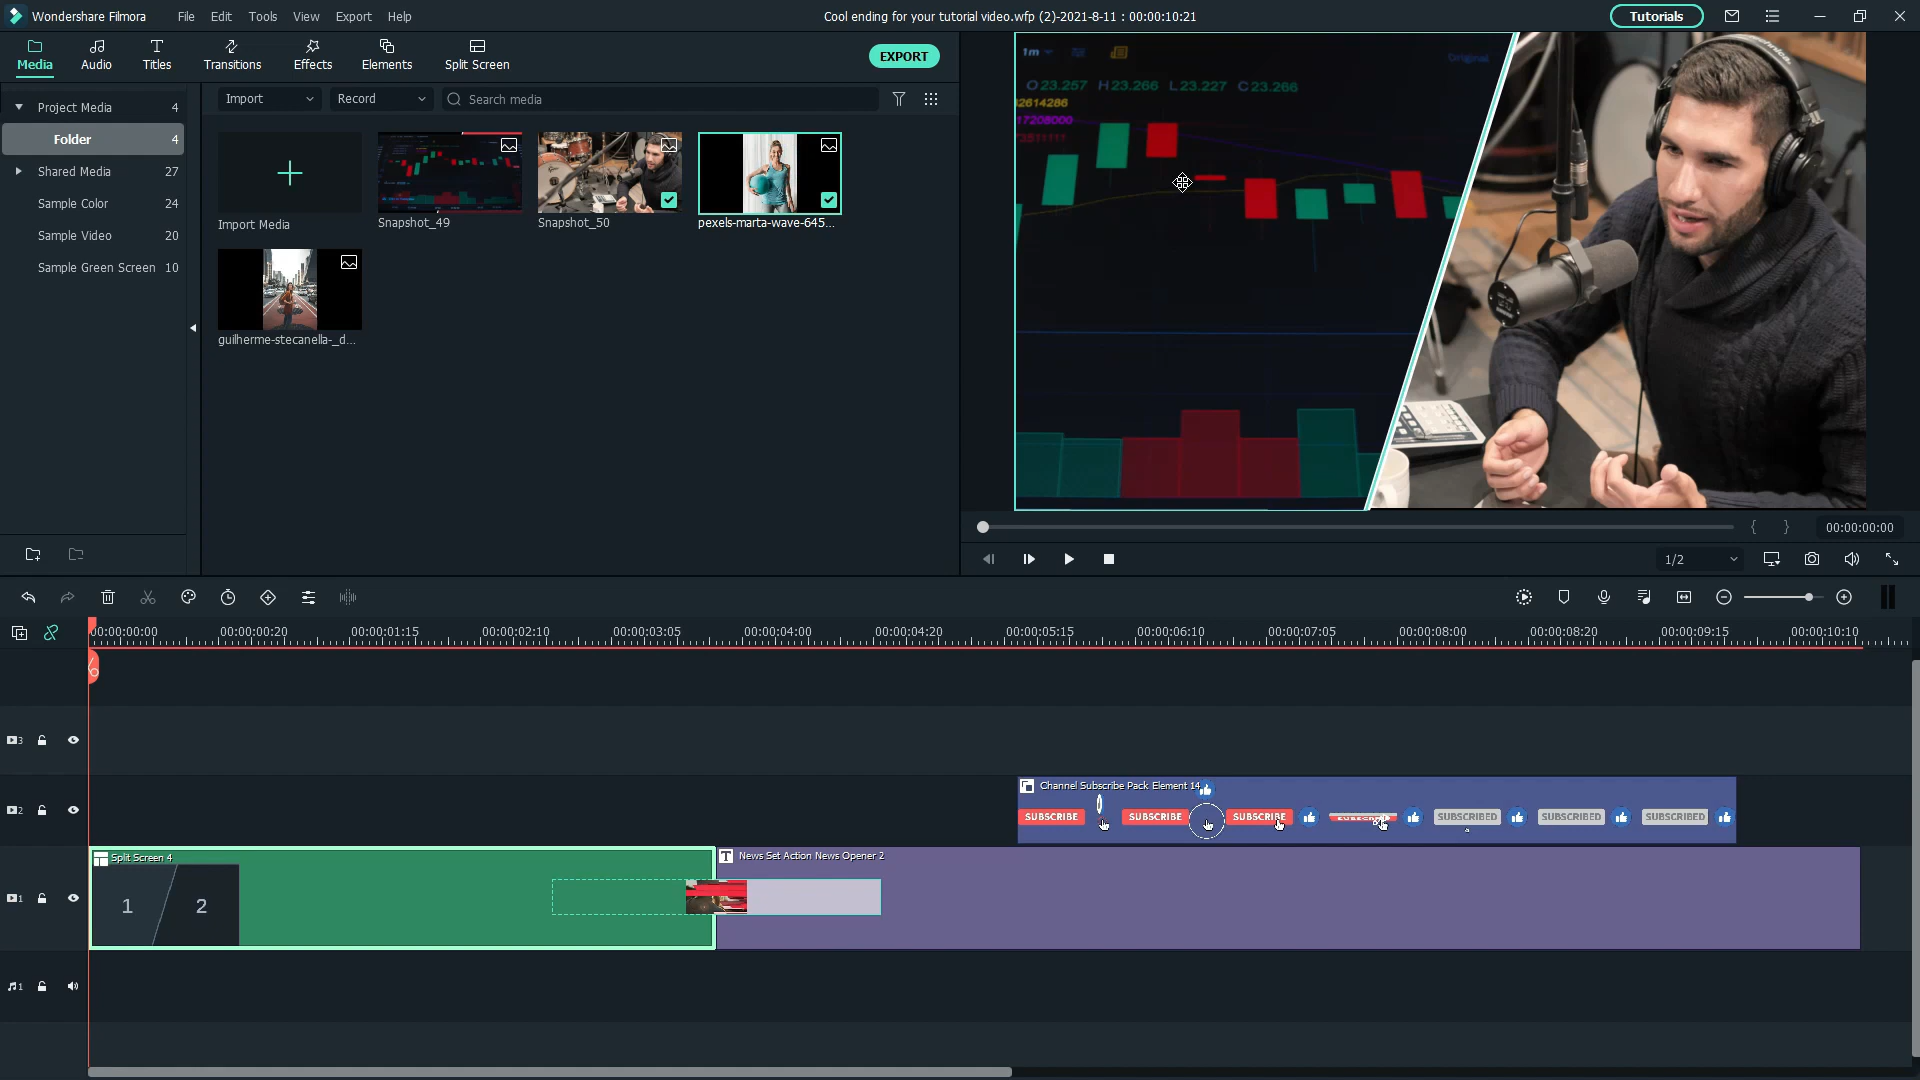 Wondershare Filmora
File
Edit
Tools
View
Export
Help
Cool ending for your tutorial video.wfp (2)-2021-8-11 : 00:00:10:21
Tutorials
Media
Audio
Titles
Transitions
Effects
Elements
Split Screen
EXPORT
Project Media 4
Folder 4
Shared Media 27
Sample Color 24
Sample Video 20
Sample Green Screen 10
Import
Record
Search media
Import Media
Snapshot_49
Snapshot_50
pexels-marta-wave-645...
guilherme-stecanella-_d...
1m
Original
O23.257 H23.266 L23.227 C23.266
32614286
17208000
00:00:00:00
1/2
00:00:00:00
00:00:00:20
00:00:01:15
00:00:02:10
00:00:03:05
00:00:04:00
00:00:04:20
00:00:05:15
00:00:06:10
00:00:07:05
00:00:08:00
00:00:08:20
00:00:09:15
00:00:10:10
3
2
Channel Subscribe Pack Element 14
SUBSCRIBE
SUBSCRIBE
SUBSCRIBE
SUBSCRIBED
SUBSCRIBED
SUBSCRIBED
1
Split Screen 4
1 2
T News Set Action News Opener 2
1